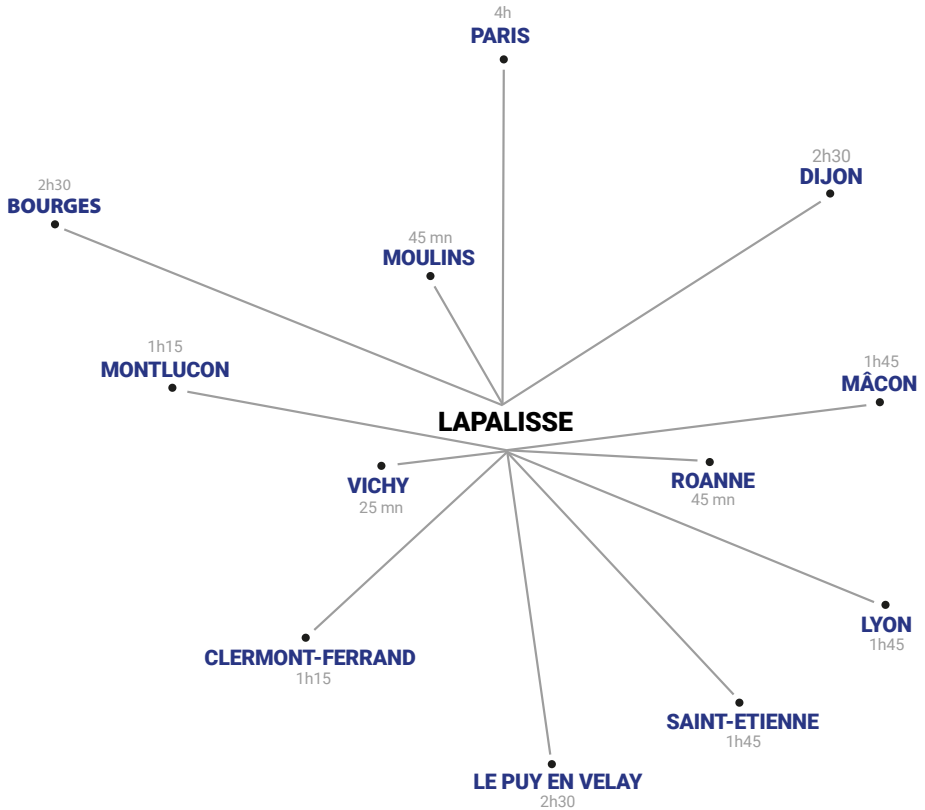 4h
PARIS
2h30
DIJON
2h30
BOURGES
45 mn
MOULINS
1h15
MONTLUCON
1h45
MÂCON
LAPALISSE
VICHY
25 mn
ROANNE
45 mn
LYON
1h45
CLERMONT-FERRAND
1h15
SAINT-ETIENNE
1h45
LE PUY EN VELAY
2h30